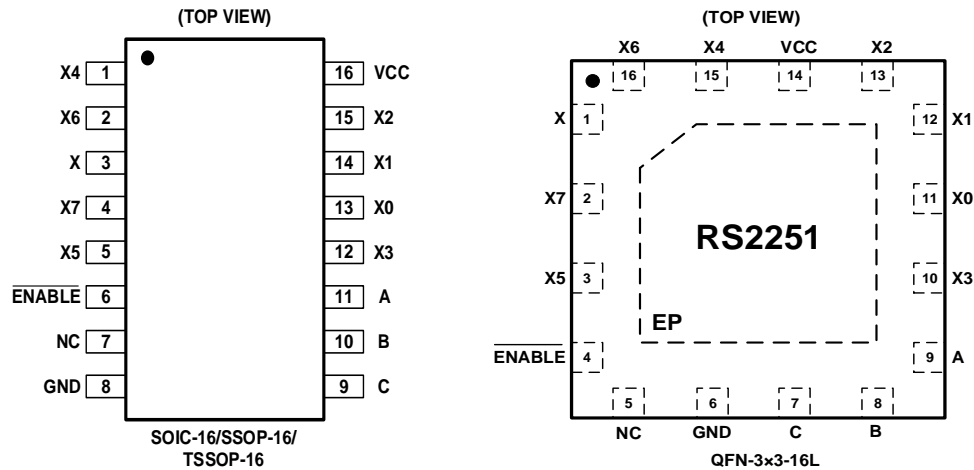 (TOP VIEW)
X4 1 16 VCC
X6 2 15 X2
X 3 14 X1
X7 4 13 X0
X5 5 12 X3
ENABLE 6 11 A
NC 7 10 B
GND 8 9 C
SOIC-16/SSOP-16/
TSSOP-16
(TOP VIEW)
X6 X4 VCC X2
16 15 14 13
X 1 12 X1
X7 2 11 X0
RS2251
X5 3 10 X3
EP
ENABLE 4 9 A
5 6 7 8
NC GND C B
QFN-3×3-16L